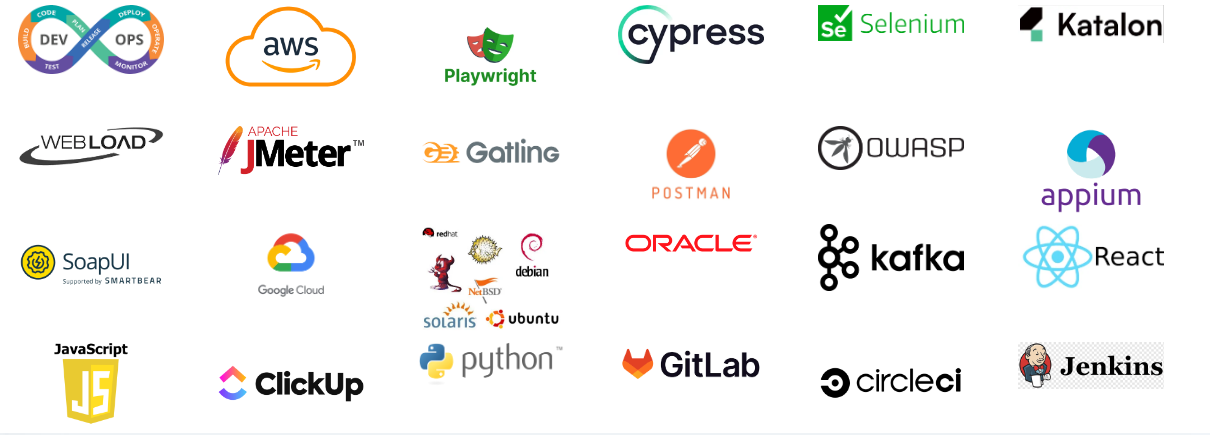 CODE
PLAN
BUILD
TEST
DEV
RELEASE
DEPLOY
OPERATE
MONITOR
OPS
aws
Playwright
cypress
Se Selenium
Katalon
WEBLOAD
APACHE
JMeter™
Gatling
POSTMAN
OWASP
appium
SoapUI
Supported by SMARTBEAR
Google Cloud
redhat
debian
NetBSD
solaris
ubuntu
ORACLE®
kafka
React
JavaScript
JS
ClickUp
python™
GitLab
circleci
Jenkins